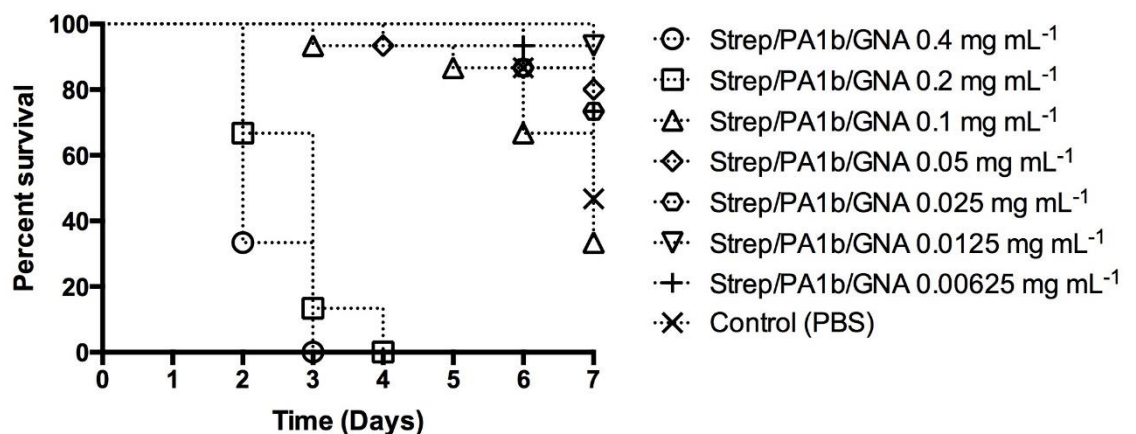 Percent survival
100
80
60
40
20
0
0 1 2 3 4 5 6 7
Time (Days)
Strep/PA1b/GNA 0.4 mg mL⁻¹
Strep/PA1b/GNA 0.2 mg mL⁻¹
Strep/PA1b/GNA 0.1 mg mL⁻¹
Strep/PA1b/GNA 0.05 mg mL⁻¹
Strep/PA1b/GNA 0.025 mg mL⁻¹
Strep/PA1b/GNA 0.0125 mg mL⁻¹
Strep/PA1b/GNA 0.00625 mg mL⁻¹
Control (PBS)